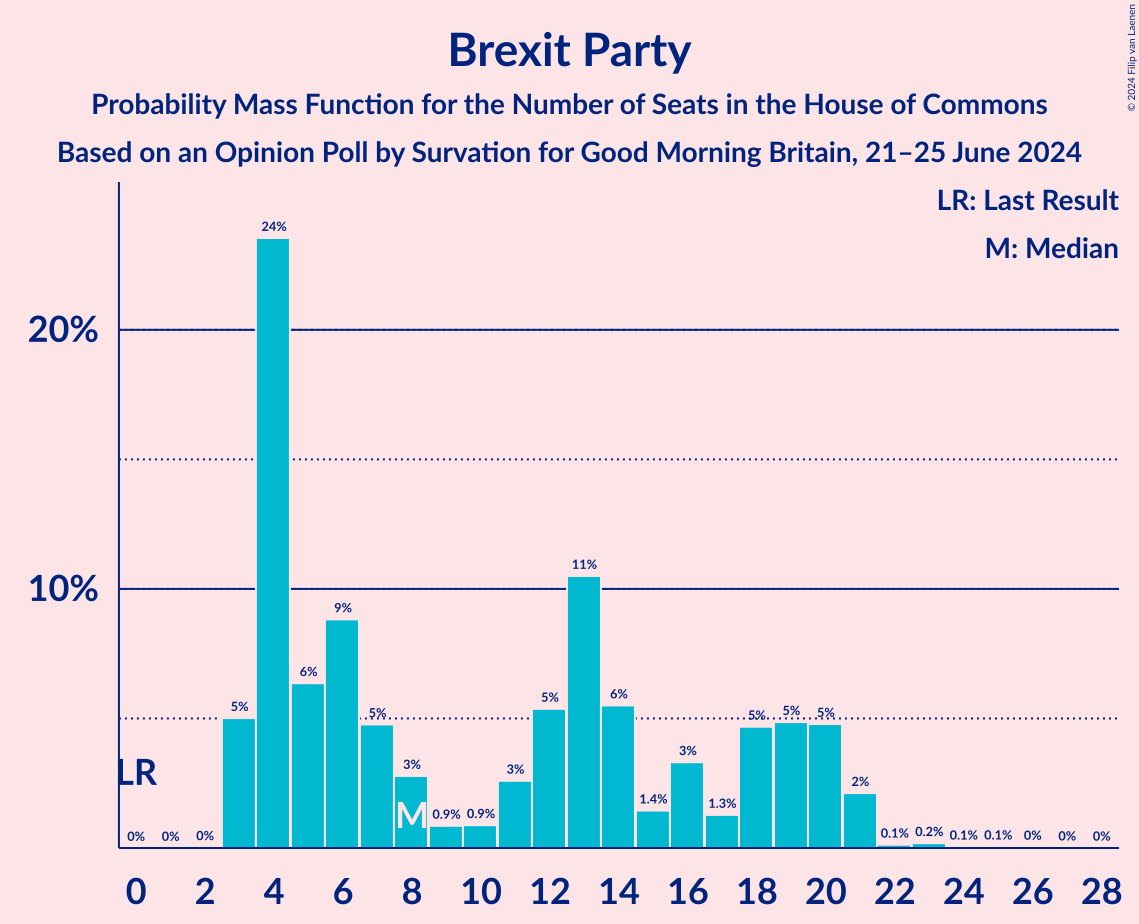 Brexit Party
Probability Mass Function for the Number of Seats in the House of Commons
Based on an Opinion Poll by Survation for Good Morning Britain, 21–25 June 2024
© 2024 Filip van Laenen
LR: Last Result
M: Median
20%
10%
LR
M
0% 0% 0% 5% 24% 6% 9% 5% 3% 0.9% 0.9% 3% 5% 11% 6% 1.4% 3% 1.3% 5% 5% 5% 2% 0.1% 0.2% 0.1% 0.1% 0% 0% 0%
0 2 4 6 8 10 12 14 16 18 20 22 24 26 28